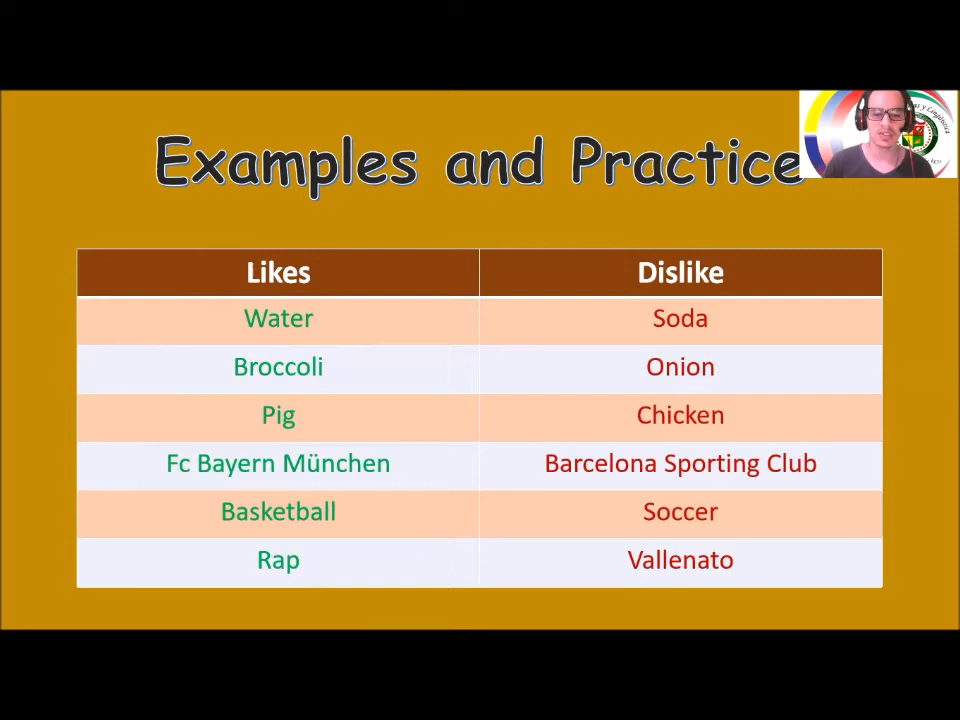 Examples and Practice
Likes Dislike
Water Soda
Broccoli Onion
Pig Chicken
Fc Bayern München Barcelona Sporting Club
Basketball Soccer
Rap Vallenato
y Lingüística